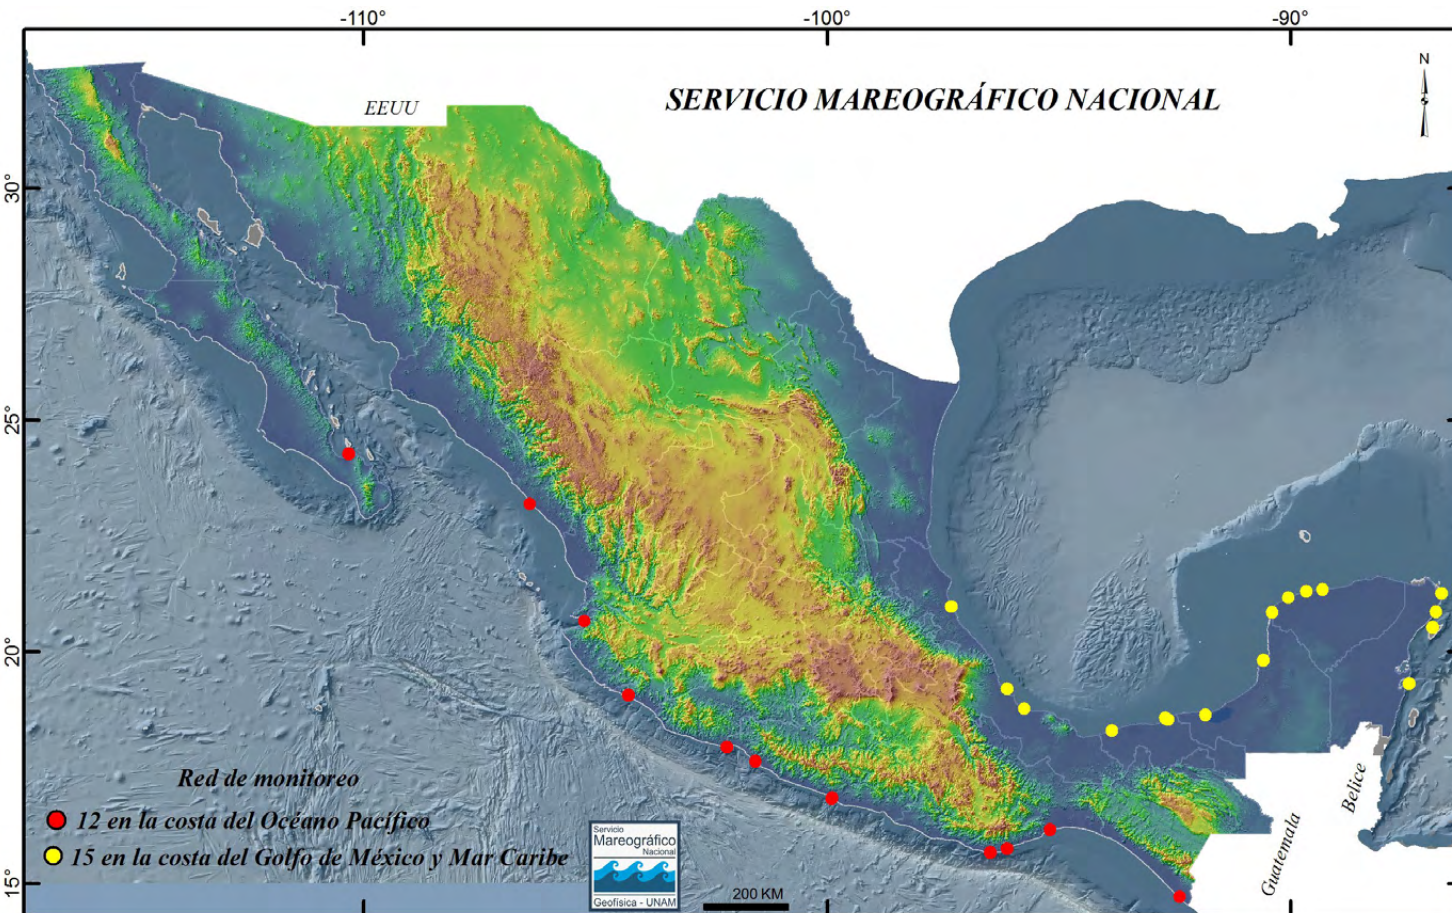 -110°
-100°
-90°
N
SERVICIO MAREOGRÁFICO NACIONAL
EEUU
30°
25°
20°
15°
Red de monitoreo
12 en la costa del Océano Pacífico
15 en la costa del Golfo de México y Mar Caribe
Servicio
Mareográfico
Nacional
Geofísica - UNAM
200 KM
Belice
Guatemala